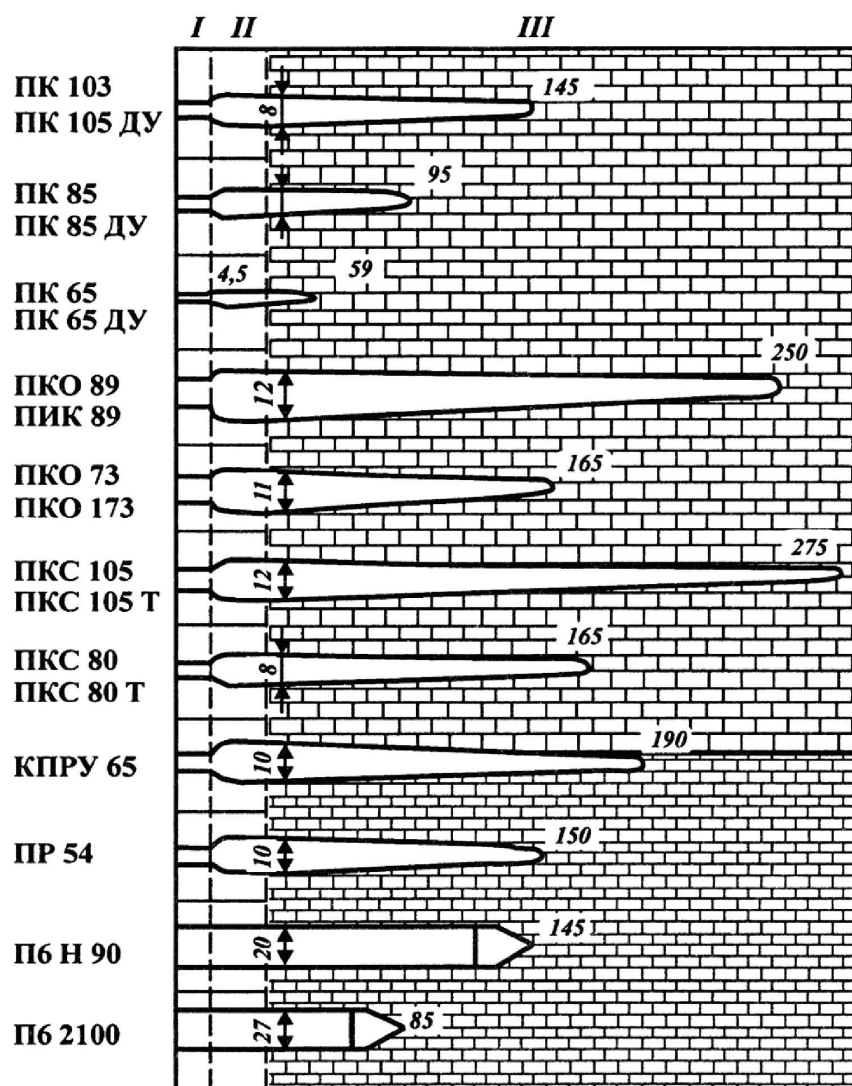 I II III
ПК 103
ПК 105 ДУ
8
145
ПК 85
ПК 85 ДУ
95
ПК 65
ПК 65 ДУ
4,5
59
ПКО 89
ПИК 89
12
250
ПКО 73
ПКО 173
11
165
ПКС 105
ПКС 105 Т
12
275
ПКС 80
ПКС 80 Т
8
165
КПРУ 65
10
190
ПР 54
10
150
П6 Н 90
20
145
П6 2100
27
85